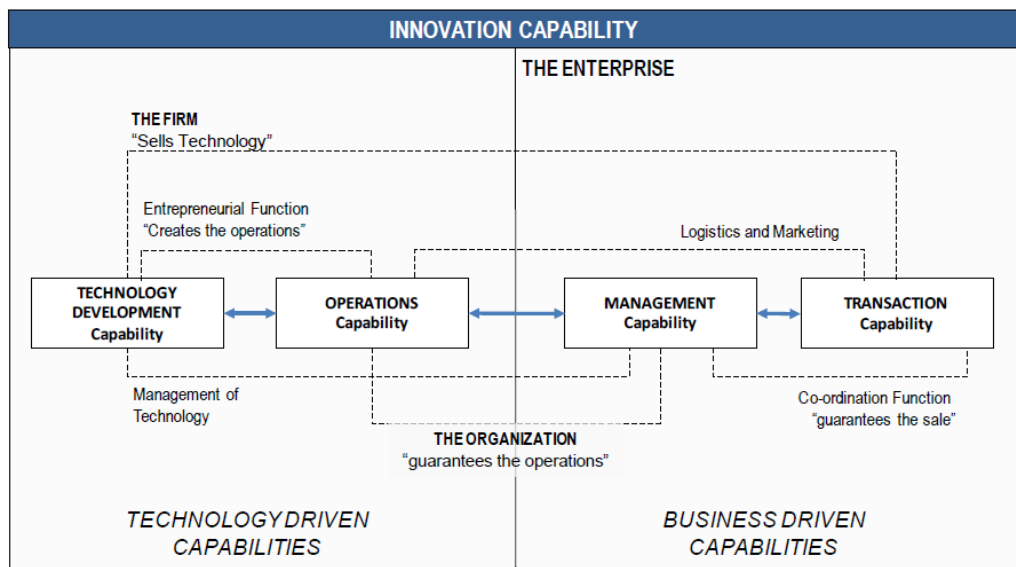 INNOVATION CAPABILITY
THE ENTERPRISE
THE FIRM
“Sells Technology”
Entrepreneurial Function
“Creates the operations”
Logistics and Marketing
TECHNOLOGY
DEVELOPMENT
Capability
OPERATIONS
Capability
MANAGEMENT
Capability
TRANSACTION
Capability
Management of
Technology
Co-ordination Function
“guarantees the sale”
THE ORGANIZATION
“guarantees the operations”
TECHNOLOGY DRIVEN
CAPABILITIES
BUSINESS DRIVEN
CAPABILITIES